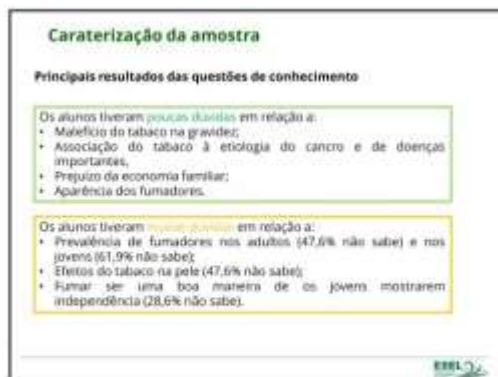 Caraterização da amostra
Principais resultados das questões de conhecimento
Os alunos tiveram poucas dúvidas em relação a:
• Malefício do tabaco na gravidez;
• Associação do tabaco à etiologia do cancro e de doenças
importantes,
• Prejuízo da economia familiar;
• Aparência dos fumadores.
Os alunos tiveram muitas dúvidas em relação a:
• Prevalência de fumadores nos adultos (47,6% não sabe) e nos
jovens (61,9% não sabe);
• Efeitos do tabaco na pele (47,6% não sabe);
• Fumar ser uma boa maneira de os jovens mostrarem
independência (28,6% não sabe).